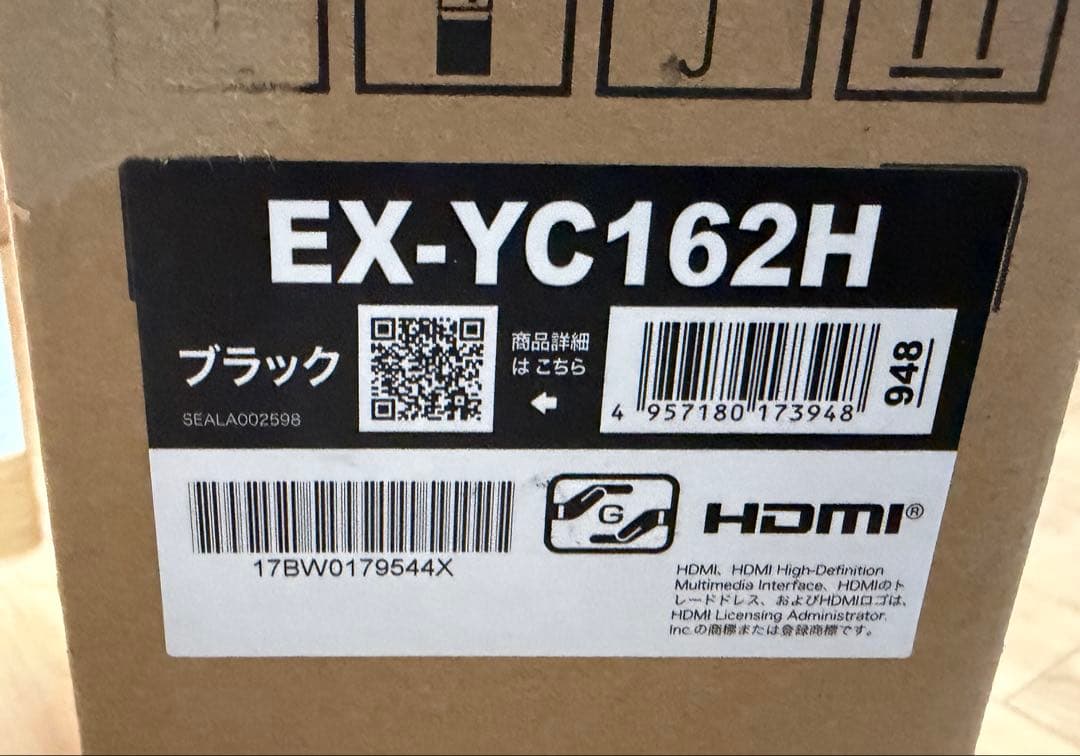 EX-YC162H
ブラック
SEALA002598
商品詳細
は こちら
4 957180 173948
948
17BW0179544X
G
HDMI®
HDMI、HDMI High-Definition
Multimedia Interface、HDMIのト
レードドレス、およびHDMIロゴは、
HDMI Licensing Administrator,
Inc.の商標または登録商標です。